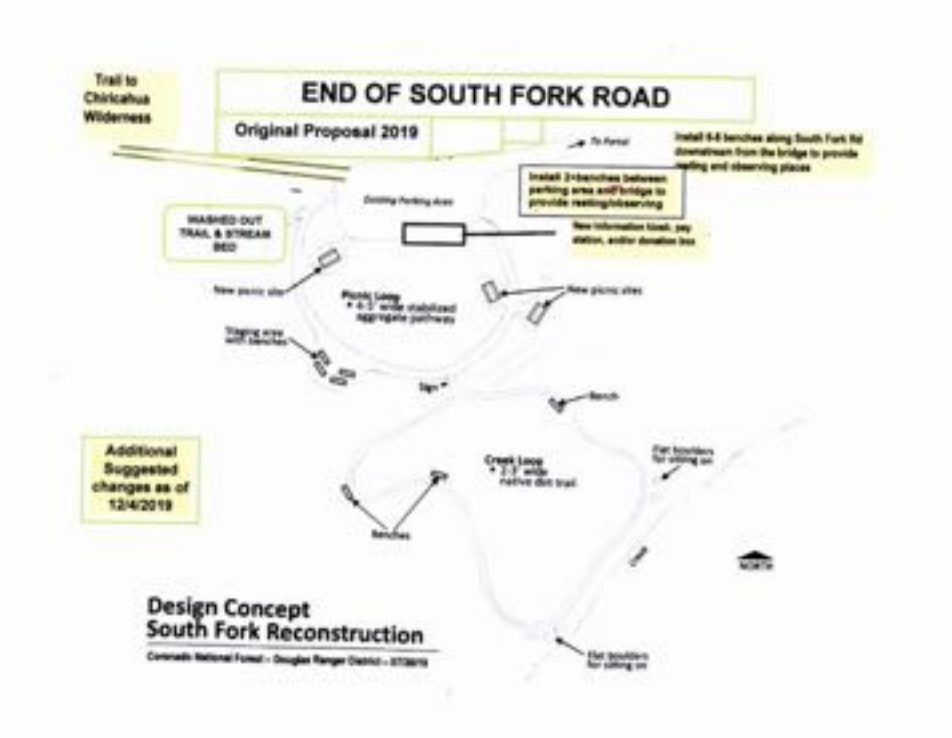 Trail to
Chiricahua
Wilderness
END OF SOUTH FORK ROAD
Original Proposal 2019
To Portal
Install 6-8 benches along South Fork Rd
downstream from the bridge to provide
resting and observing places
Install 2+benches between
parking area and bridge to
provide resting/observing
Existing Parking Area
WASHED OUT
TRAIL & STREAM
BED
New information kiosk, pay
station, and/or donation box
New picnic site
Picnic Loop
* 4-5' wide stabilized
aggregate pathway
New picnic sites
Staging area
with benches
Sign
Bench
Additional
Suggested
changes as of
12/4/2019
Creek Loop
* 2-3' wide
native dirt trail
Flat boulders
for sitting on
Benches
Creek
NORTH
Design Concept
South Fork Reconstruction
Coronado National Forest – Douglas Ranger District –
Flat boulders
for sitting on